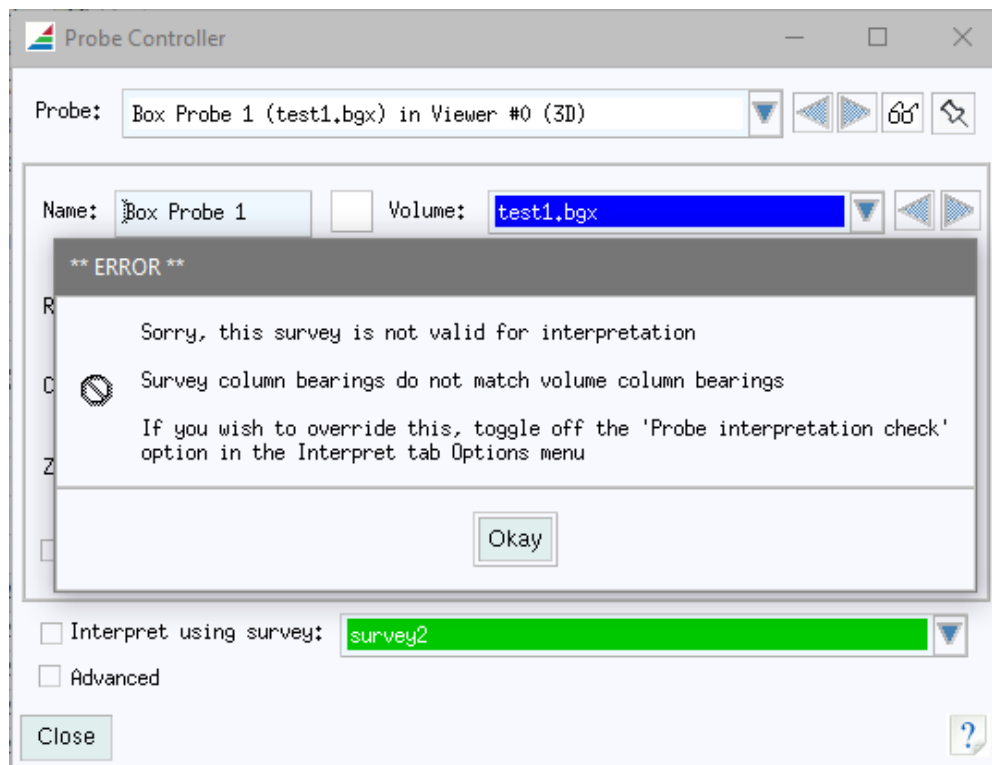 Probe Controller
Probe:
Box Probe 1 (test1.bgx) in Viewer #0 (3D)
Name:
Box Probe 1
Volume:
test1.bgx
** ERROR **
R
Sorry, this survey is not valid for interpretation
C
Survey column bearings do not match volume column bearings
If you wish to override this, toggle off the 'Probe interpretation check'
option in the Interpret tab Options menu
Z
Okay
Interpret using survey:
survey2
Advanced
Close
?